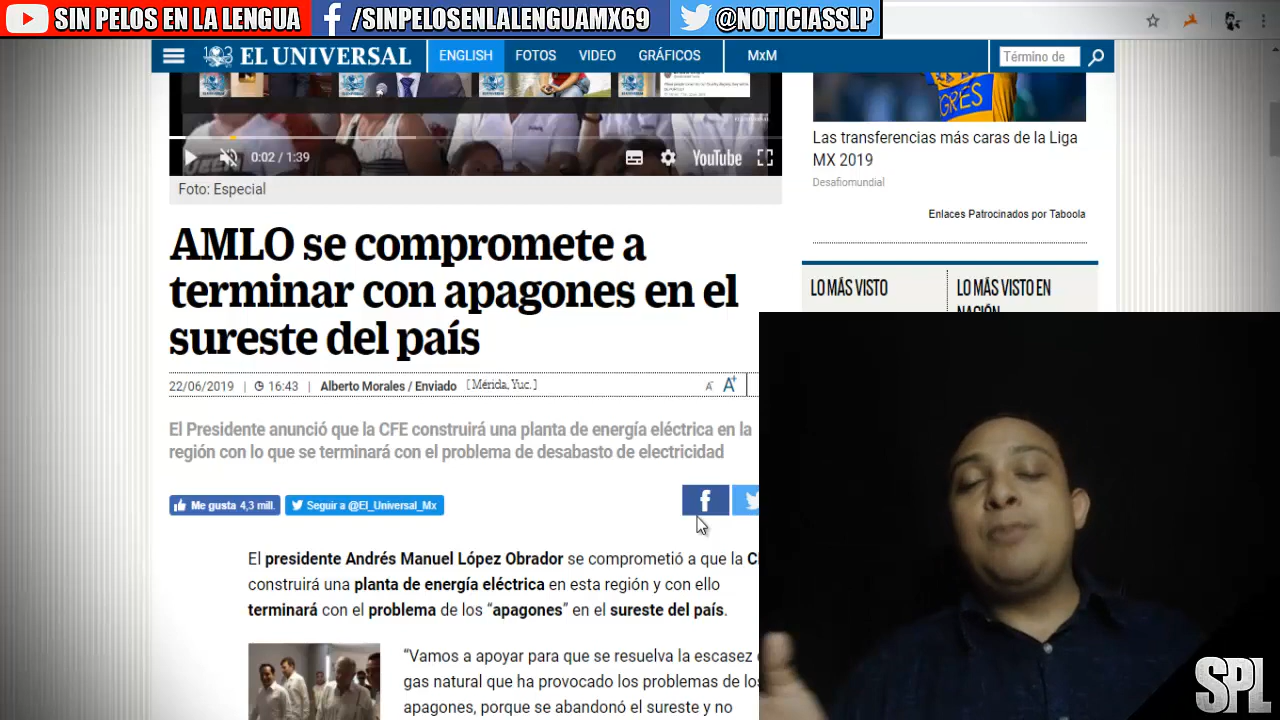 SIN PELOS EN LA LENGUA
/SINPELOSENLALENGUAMX69
@NOTICIASSLP
EL UNIVERSAL
ENGLISH
FOTOS
VIDEO
GRÁFICOS
MxM
Término de
GRES
0:02 / 1:39
YouTube
Foto: Especial
Las transferencias más caras de la Liga
MX 2019
Desafiomundial
Enlaces Patrocinados por Taboola
AMLO se compromete a
terminar con apagones en el
sureste del país
LO MÁS VISTO
LO MÁS VISTO EN
NACIÓN
22/06/2019 | 16:43 | Alberto Morales / Enviado [ Mérida, Yuc. ]
A- A+
El Presidente anunció que la CFE construirá una planta de energía eléctrica en la
región con lo que se terminará con el problema de desabasto de electricidad
Me gusta 4,3 mill.
Seguir a @El_Universal_Mx
El presidente Andrés Manuel López Obrador se comprometió a que la
construirá una planta de energía eléctrica en esta región y con ello
terminará con el problema de los “apagones” en el sureste del país.
“Vamos a apoyar para que se resuelva la escasez
gas natural que ha provocado los problemas de los
apagones, porque se abandonó el sureste y no
SPL